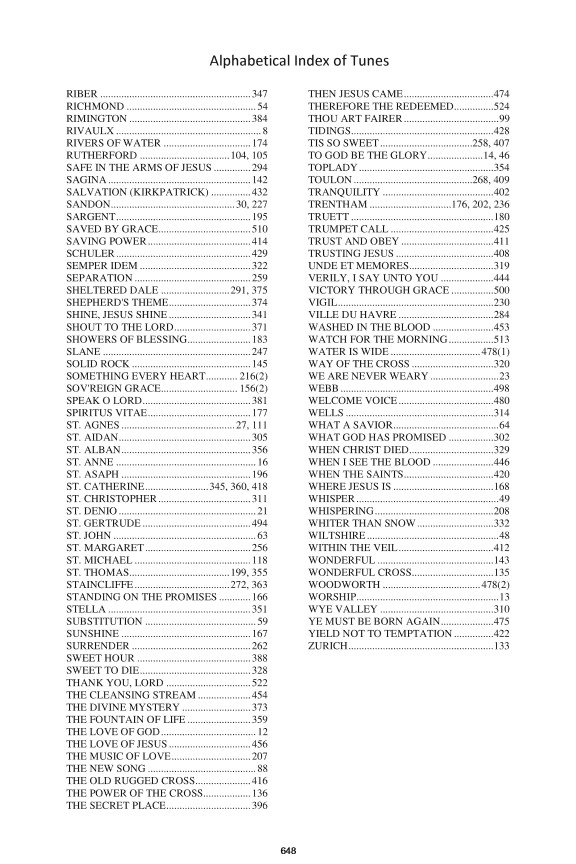 Alphabetical Index of Tunes
RIBER ........................................................ 347
RICHMOND ................................................ 54
RIMINGTON .............................................. 384
RIVAULX ...................................................... 8
RIVERS OF WATER ................................. 174
RUTHERFORD .................................. 104, 105
SAFE IN THE ARMS OF JESUS .............. 294
SAGINA ...................................................... 142
SALVATION (KIRKPATRICK) ............... 432
SANDON............................................... 30, 227
SARGENT................................................... 195
SAVED BY GRACE................................... 510
SAVING POWER....................................... 414
SCHULER................................................... 429
SEMPER IDEM .......................................... 322
SEPARATION ............................................ 259
SHELTERED DALE .......................... 291, 375
SHEPHERD'S THEME............................... 374
SHINE, JESUS SHINE ............................... 341
SHOUT TO THE LORD............................. 371
SHOWERS OF BLESSING........................ 183
SLANE ........................................................ 247
SOLID ROCK ............................................. 145
SOMETHING EVERY HEART............ 216(2)
SOV'REIGN GRACE............................. 156(2)
SPEAK O LORD......................................... 381
SPIRITUS VITAE....................................... 177
ST. AGNES ........................................... 27, 111
ST. AIDAN.................................................. 305
ST. ALBAN................................................. 356
ST. ANNE ..................................................... 16
ST. ASAPH ................................................. 196
ST. CATHERINE........................ 345, 360, 418
ST. CHRISTOPHER ................................... 311
ST. DENIO .................................................... 21
ST. GERTRUDE ......................................... 494
ST. JOHN ...................................................... 63
ST. MARGARET........................................ 256
ST. MICHAEL ............................................ 118
ST. THOMAS...................................... 199, 355
STAINCLIFFE .................................... 272, 363
STANDING ON THE PROMISES ............ 166
STELLA ...................................................... 351
SUBSTITUTION .......................................... 59
SUNSHINE ................................................. 167
SURRENDER ............................................. 262
SWEET HOUR ........................................... 388
SWEET TO DIE.......................................... 328
THANK YOU, LORD ................................ 522
THE CLEANSING STREAM .................... 454
THE DIVINE MYSTERY .......................... 373
THE FOUNTAIN OF LIFE ........................ 359
THE LOVE OF GOD.................................... 12
THE LOVE OF JESUS ............................... 456
THE MUSIC OF LOVE.............................. 207
THE NEW SONG ......................................... 88
THE OLD RUGGED CROSS..................... 416
THE POWER OF THE CROSS.................. 136
THE SECRET PLACE................................ 396
THEN JESUS CAME.................................. 474
THEREFORE THE REDEEMED............... 524
THOU ART FAIRER .................................... 99
TIDINGS..................................................... 428
TIS SO SWEET................................... 258, 407
TO GOD BE THE GLORY..................... 14, 46
TOPLADY .................................................. 354
TOULON ............................................ 268, 409
TRANQUILITY .......................................... 402
TRENTHAM ............................... 176, 202, 236
TRUETT ..................................................... 180
TRUMPET CALL ....................................... 425
TRUST AND OBEY ................................... 411
TRUSTING JESUS ..................................... 408
UNDE ET MEMORES................................ 319
VERILY, I SAY UNTO YOU .................... 444
VICTORY THROUGH GRACE ................ 500
VIGIL.......................................................... 230
VILLE DU HAVRE .................................... 284
WASHED IN THE BLOOD ....................... 453
WATCH FOR THE MORNING................. 513
WATER IS WIDE .................................. 478(1)
WAY OF THE CROSS ............................... 320
WE ARE NEVER WEARY .......................... 23
WEBB ......................................................... 498
WELCOME VOICE.................................... 480
WELLS ....................................................... 314
WHAT A SAVIOR........................................ 64
WHAT GOD HAS PROMISED ................. 302
WHEN CHRIST DIED................................ 329
WHEN I SEE THE BLOOD ....................... 446
WHEN THE SAINTS.................................. 420
WHERE JESUS IS ...................................... 168
WHISPER ..................................................... 49
WHISPERING............................................. 208
WHITER THAN SNOW ............................. 332
WILTSHIRE ................................................. 48
WITHIN THE VEIL.................................... 412
WONDERFUL ............................................ 143
WONDERFUL CROSS............................... 135
WOODWORTH ..................................... 478(2)
WORSHIP..................................................... 13
WYE VALLEY ........................................... 310
YE MUST BE BORN AGAIN.................... 475
YIELD NOT TO TEMPTATION ............... 422
ZURICH...................................................... 133
648